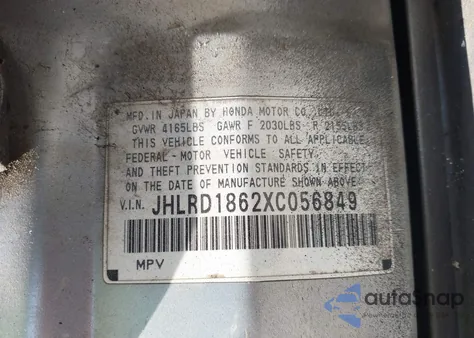 MFD.IN JAPAN BY HONDA MOTOR CO.,
GVWR 4165LBS GAWR F 2030LBS R 2155LBS
THIS VEHICLE CONFORMS TO ALL APPLICABLE
FEDERAL-MOTOR VEHICLE SAFETY
AND THEFT PREVENTION STANDARDS IN EFFECT
ON THE DATE OF MANUFACTURE SHOWN ABOVE
V.I.N. JHLRD1862XC056849
MPV
autoSnap